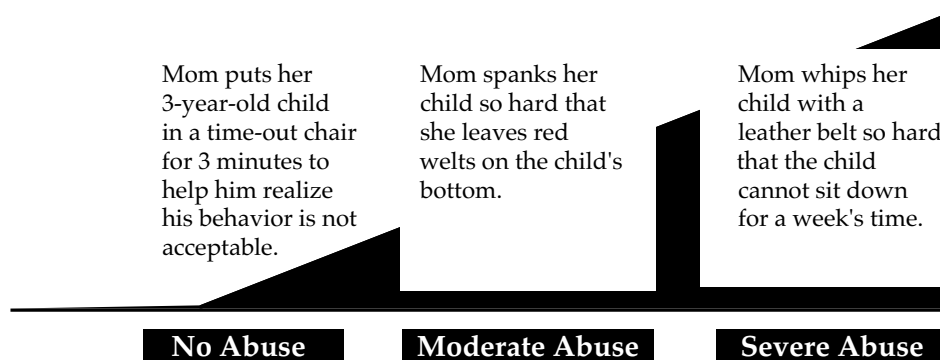 Mom puts her
3-year-old child
in a time-out chair
for 3 minutes to
help him realize
his behavior is not
acceptable.
Mom spanks her
child so hard that
she leaves red
welts on the child's
bottom.
Mom whips her
child with a
leather belt so hard
that the child
cannot sit down
for a week's time.
No Abuse
Moderate Abuse
Severe Abuse